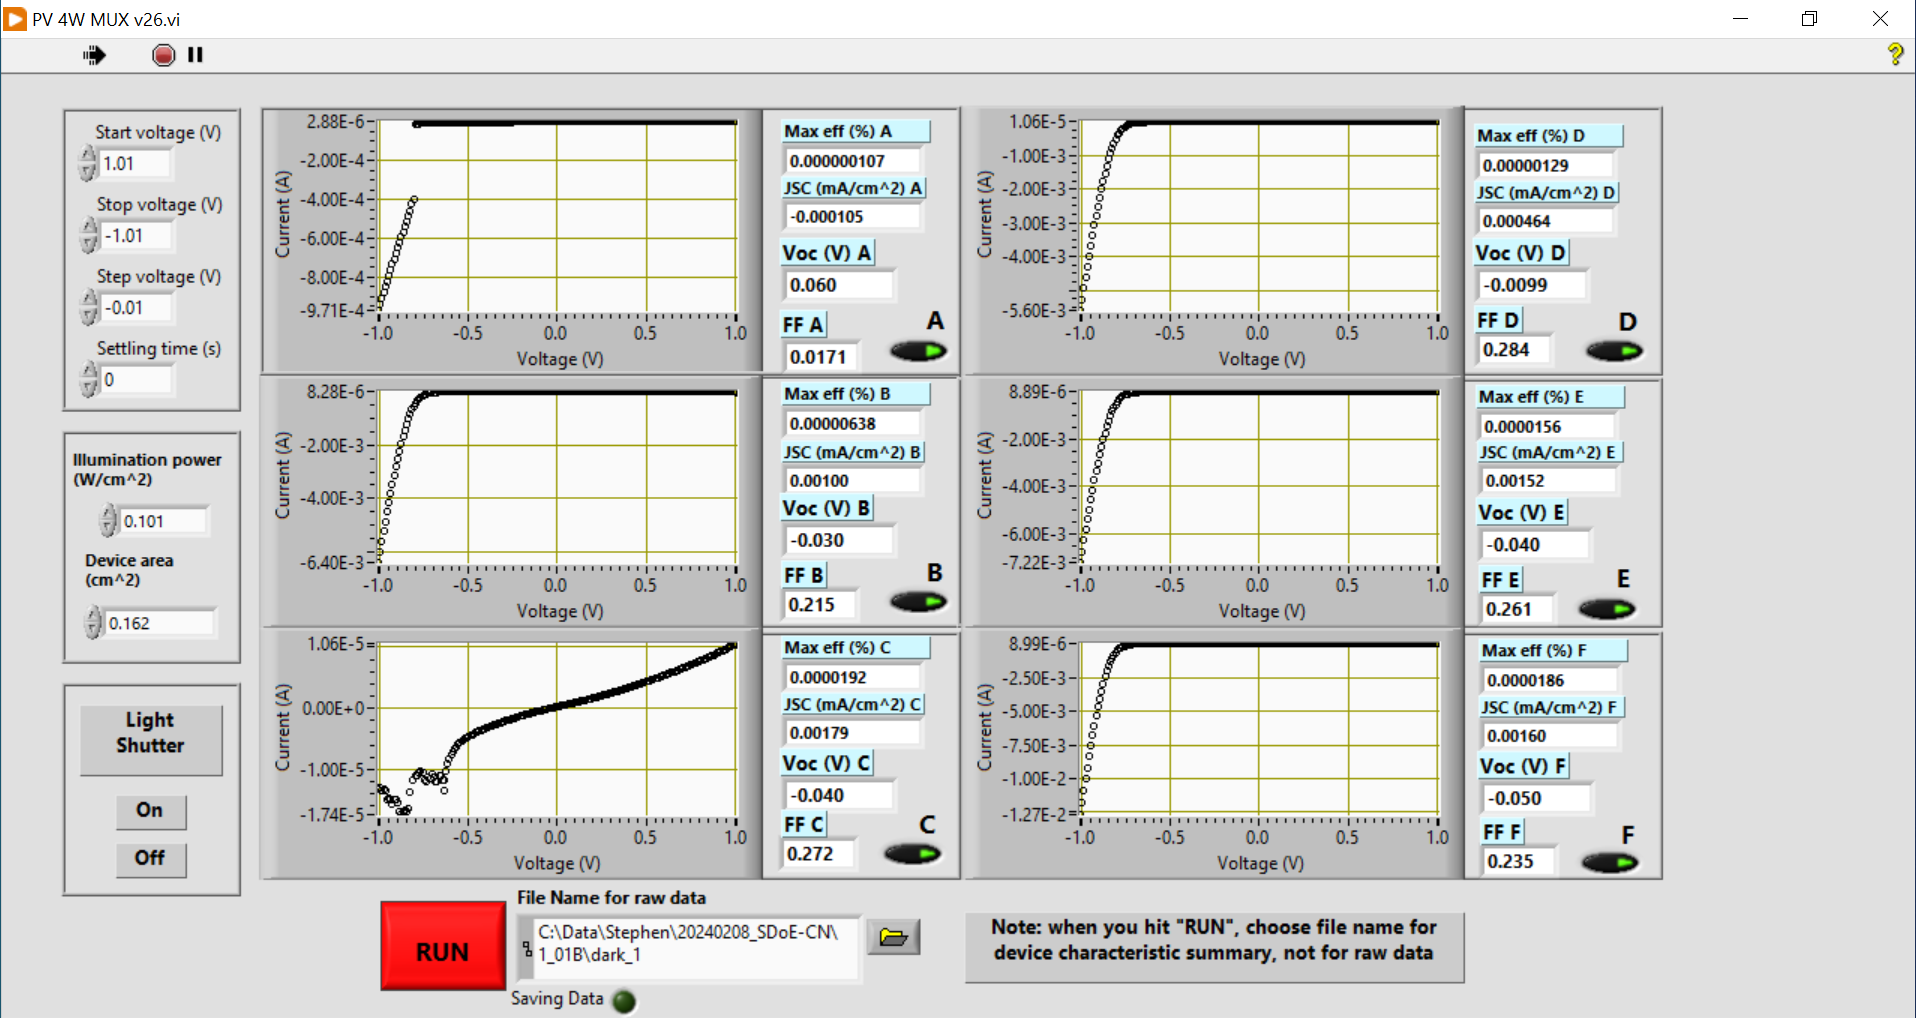 PV 4W MUX v26.vi
Start voltage (V)
1.01
Stop voltage (V)
-1.01
Step voltage (V)
-0.01
Settling time (s)
0
Illumination power
(W/cm^2)
0.101
Device area
(cm^2)
0.162
Light
Shutter
On
Off
2.88E-6
-2.00E-4
-4.00E-4
-6.00E-4
-8.00E-4
-9.71E-4
Current (A)
-1.0 -0.5 0.0 0.5 1.0
Voltage (V)
Max eff (%) A
0.000000107
JSC (mA/cm^2) A
-0.000105
Voc (V) A
0.060
FF A
0.0171
A
8.28E-6
-2.00E-3
-4.00E-3
-6.40E-3
Current (A)
-1.0 -0.5 0.0 0.5 1.0
Voltage (V)
Max eff (%) B
0.00000638
JSC (mA/cm^2) B
0.00100
Voc (V) B
-0.030
FF B
0.215
B
1.06E-5
0.00E+0
-1.00E-5
-1.74E-5
Current (A)
-1.0 -0.5 0.0 0.5 1.0
Voltage (V)
Max eff (%) C
0.0000192
JSC (mA/cm^2) C
0.00179
Voc (V) C
-0.040
FF C
0.272
C
1.06E-5
-1.00E-3
-2.00E-3
-3.00E-3
-4.00E-3
-5.60E-3
Current (A)
-1.0 -0.5 0.0 0.5 1.0
Voltage (V)
Max eff (%) D
0.00000129
JSC (mA/cm^2) D
0.000464
Voc (V) D
-0.0099
FF D
0.284
D
8.89E-6
-2.00E-3
-4.00E-3
-6.00E-3
-7.22E-3
Current (A)
-1.0 -0.5 0.0 0.5 1.0
Voltage (V)
Max eff (%) E
0.0000156
JSC (mA/cm^2) E
0.00152
Voc (V) E
-0.040
FF E
0.261
E
8.99E-6
-2.50E-3
-5.00E-3
-7.50E-3
-1.00E-2
-1.27E-2
Current (A)
-1.0 -0.5 0.0 0.5 1.0
Voltage (V)
Max eff (%) F
0.0000186
JSC (mA/cm^2) F
0.00160
Voc (V) F
-0.050
FF F
0.235
F
RUN
File Name for raw data
C:\Data\Stephen\20240208_SDoE-CN\
1_01B\dark_1
Saving Data
Note: when you hit "RUN", choose file name for
device characteristic summary, not for raw data